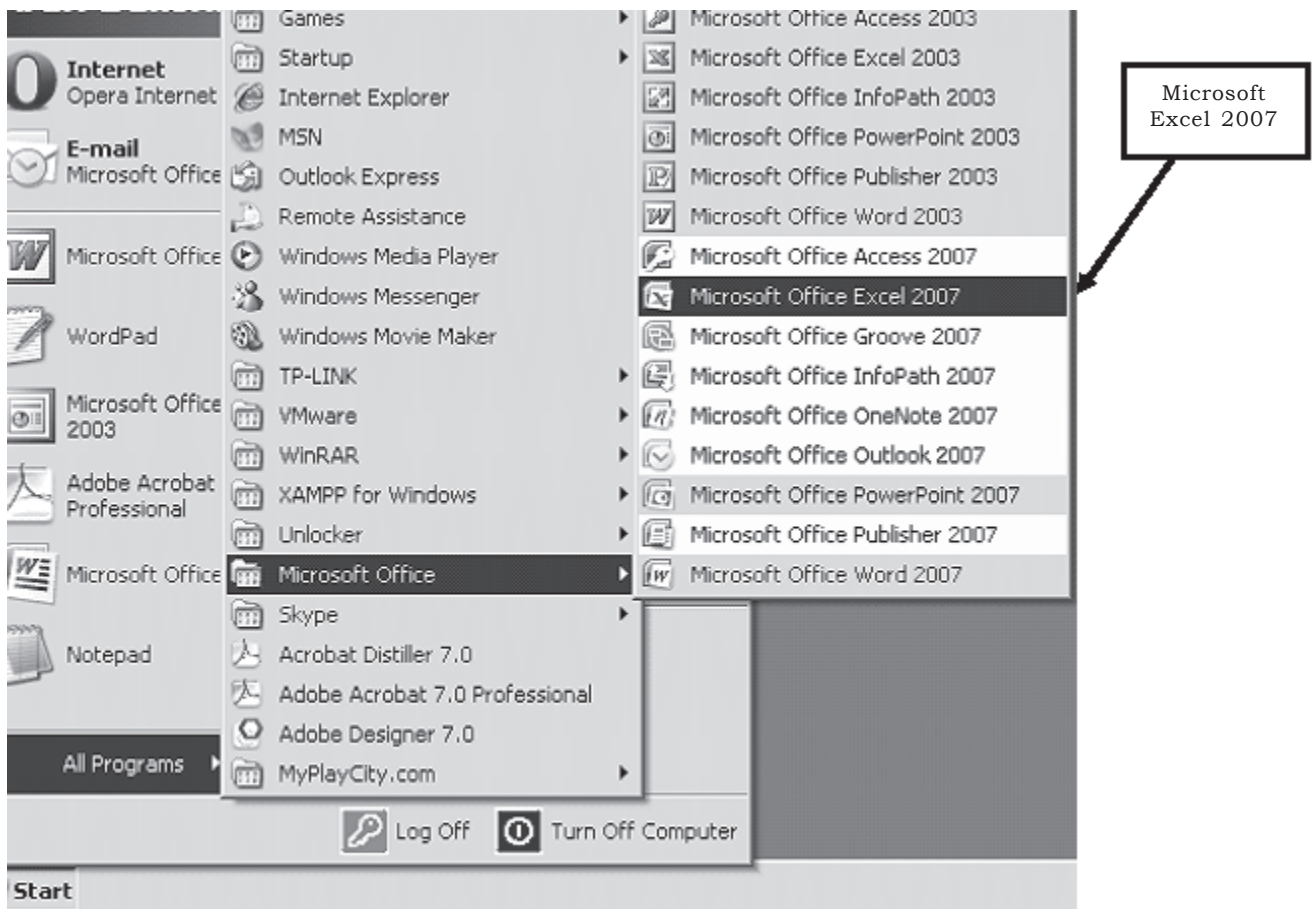 Internet
Opera Internet
E-mail
Microsoft Office
Microsoft Office
WordPad
Microsoft Office
2003
Adobe Acrobat
Professional
Microsoft Office
Notepad
All Programs
Games
Startup
Internet Explorer
MSN
Outlook Express
Remote Assistance
Windows Media Player
Windows Messenger
Windows Movie Maker
TP-LINK
VMware
WinRAR
XAMPP for Windows
Unlocker
Microsoft Office
Skype
Acrobat Distiller 7.0
Adobe Acrobat 7.0 Professional
Adobe Designer 7.0
MyPlayCity.com
Microsoft Office Access 2003
Microsoft Office Excel 2003
Microsoft Office InfoPath 2003
Microsoft Office PowerPoint 2003
Microsoft Office Publisher 2003
Microsoft Office Word 2003
Microsoft Office Access 2007
Microsoft Office Excel 2007
Microsoft Office Groove 2007
Microsoft Office InfoPath 2007
Microsoft Office OneNote 2007
Microsoft Office Outlook 2007
Microsoft Office PowerPoint 2007
Microsoft Office Publisher 2007
Microsoft Office Word 2007
Microsoft
Excel 2007
Log Off
Turn Off Computer
Start